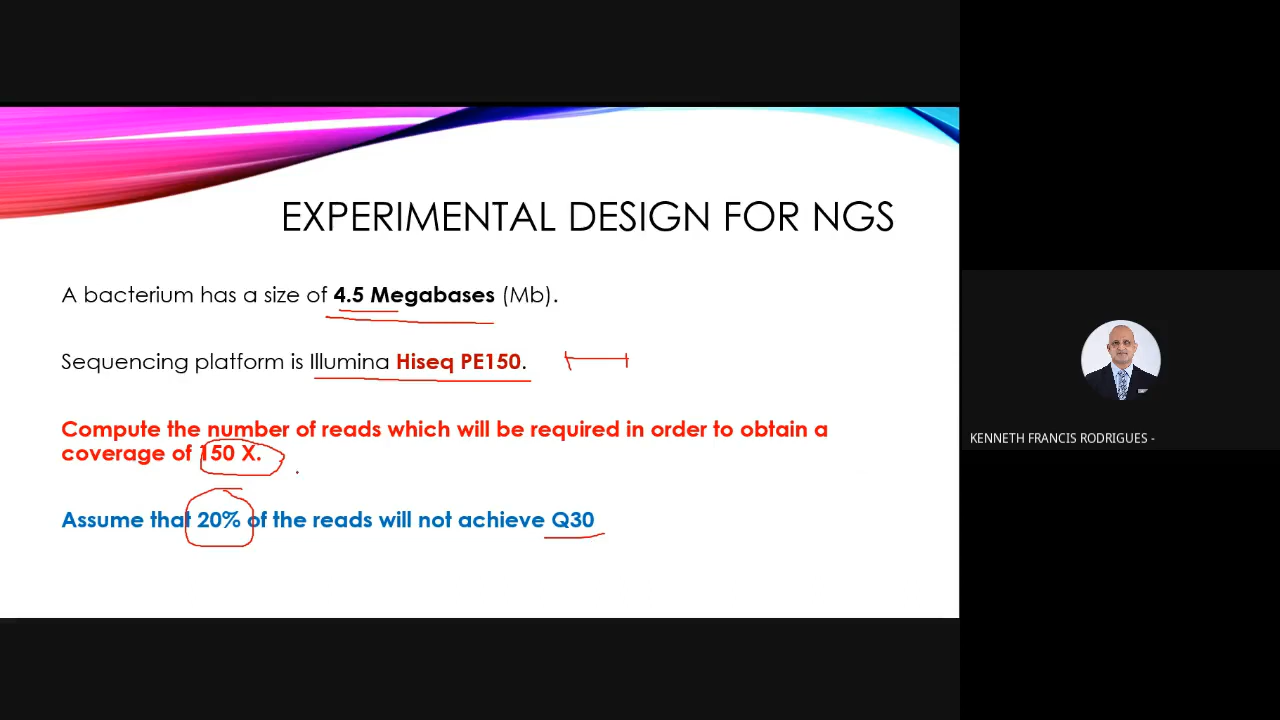 EXPERIMENTAL DESIGN FOR NGS
A bacterium has a size of 4.5 Megabases (Mb).
Sequencing platform is Illumina Hiseq PE150.
Compute the number of reads which will be required in order to obtain a
coverage of 150 X.
Assume that 20% of the reads will not achieve Q30
KENNETH FRANCIS RODRIGUES -